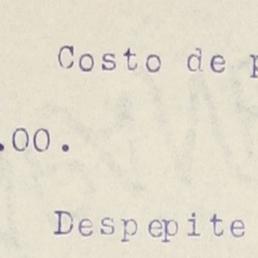 Costo de p
.00.
Despepite